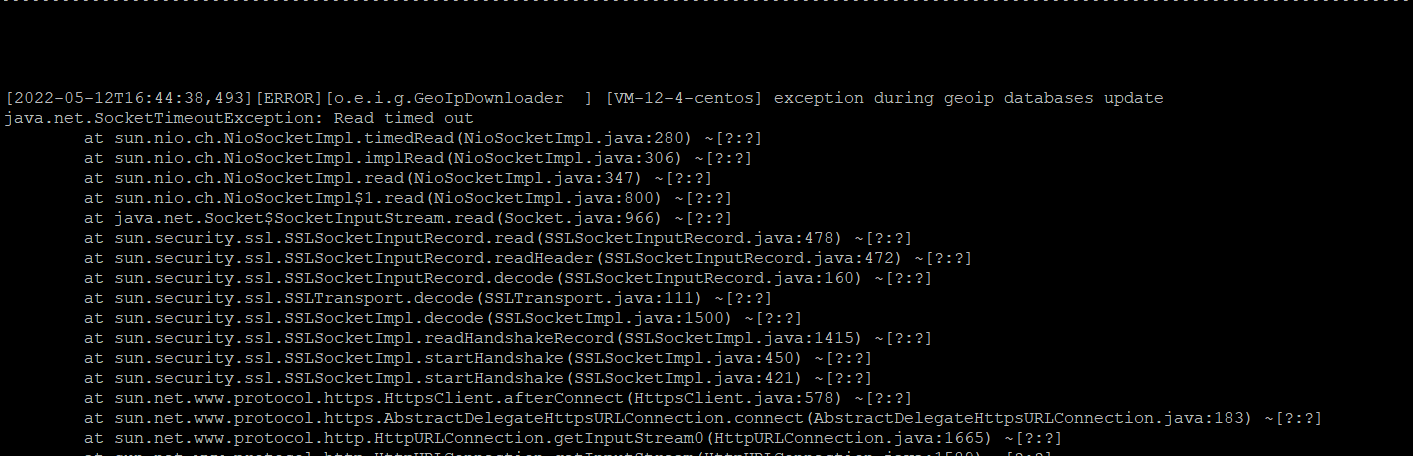 [2022-05-12T16:44:38,493][ERROR][o.e.i.g.GeoIpDownloader  ] [VM-12-4-centos] exception during geoip databases update
java.net.SocketTimeoutException: Read timed out
        at sun.nio.ch.NioSocketImpl.timedRead(NioSocketImpl.java:280) ~[?:?]
        at sun.nio.ch.NioSocketImpl.implRead(NioSocketImpl.java:306) ~[?:?]
        at sun.nio.ch.NioSocketImpl.read(NioSocketImpl.java:347) ~[?:?]
        at sun.nio.ch.NioSocketImpl$1.read(NioSocketImpl.java:800) ~[?:?]
        at java.net.Socket$SocketInputStream.read(Socket.java:966) ~[?:?]
        at sun.security.ssl.SSLSocketInputRecord.read(SSLSocketInputRecord.java:478) ~[?:?]
        at sun.security.ssl.SSLSocketInputRecord.readHeader(SSLSocketInputRecord.java:472) ~[?:?]
        at sun.security.ssl.SSLSocketInputRecord.decode(SSLSocketInputRecord.java:160) ~[?:?]
        at sun.security.ssl.SSLTransport.decode(SSLTransport.java:111) ~[?:?]
        at sun.security.ssl.SSLSocketImpl.decode(SSLSocketImpl.java:1500) ~[?:?]
        at sun.security.ssl.SSLSocketImpl.readHandshakeRecord(SSLSocketImpl.java:1415) ~[?:?]
        at sun.security.ssl.SSLSocketImpl.startHandshake(SSLSocketImpl.java:450) ~[?:?]
        at sun.security.ssl.SSLSocketImpl.startHandshake(SSLSocketImpl.java:421) ~[?:?]
        at sun.net.www.protocol.https.HttpsClient.afterConnect(HttpsClient.java:578) ~[?:?]
        at sun.net.www.protocol.https.AbstractDelegateHttpsURLConnection.connect(AbstractDelegateHttpsURLConnection.java:183) ~[?:?]
        at sun.net.www.protocol.http.HttpURLConnection.getInputStream0(HttpURLConnection.java:1665) ~[?:?]